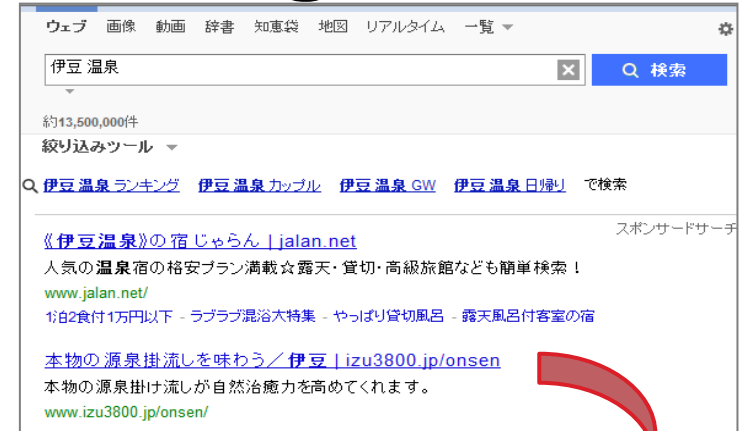 ウェブ 画像 動画 辞書 知恵袋 地図 リアルタイム 一覧
伊豆 温泉
検索
約13,500,000件
絞り込みツール
伊豆 温泉 ランキング 伊豆 温泉 カップル 伊豆 温泉 GW 伊豆 温泉 日帰り で検索
スポンサードサーチ
《伊豆温泉》の宿 じゃらん | jalan.net
人気の温泉宿の格安プラン満載☆露天・貸切・高級旅館なども簡単検索！
www.jalan.net/
1泊2食付1万円以下 - ラブラブ混浴大特集 - やっぱり貸切風呂 - 露天風呂付客室の宿
本物の源泉掛流しを味わう／伊豆 | izu3800.jp/onsen
本物の源泉掛け流しが自然治癒力を高めてくれます。
www.izu3800.jp/onsen/